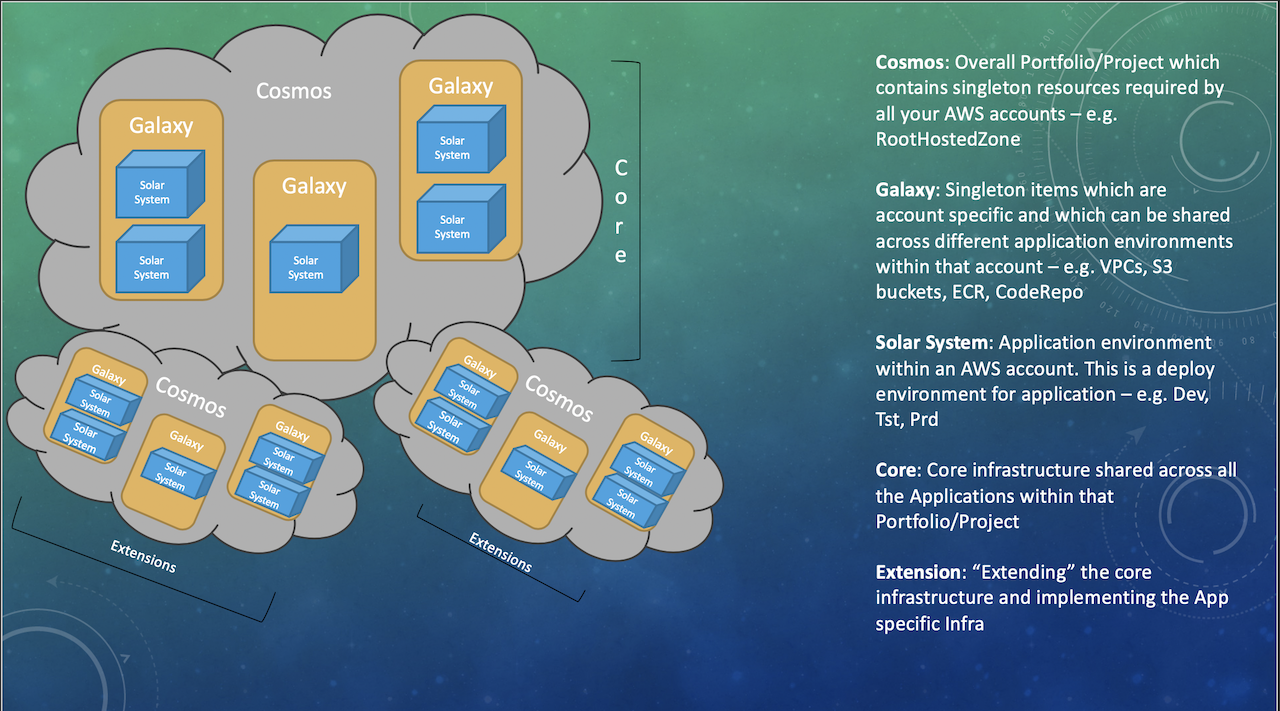 Cosmos
Galaxy
Solar
System
Solar
System
Galaxy
Solar
System
Galaxy
Solar
System
Solar
System
C
o
r
e
Cosmos
Galaxy
Solar
System
Solar
System
Galaxy
Solar
System
Galaxy
Solar
System
Solar
System
Extensions
Cosmos
Galaxy
Solar
System
Solar
System
Galaxy
Solar
System
Galaxy
Solar
System
Solar
System
Extensions
Cosmos: Overall Portfolio/Project which
contains singleton resources required by
all your AWS accounts – e.g.
RootHostedZone
Galaxy: Singleton items which are
account specific and which can be shared
across different application environments
within that account – e.g. VPCs, S3
buckets, ECR, CodeRepo
Solar System: Application environment
within an AWS account. This is a deploy
environment for application – e.g. Dev,
Tst, Prd
Core: Core infrastructure shared across all
the Applications within that
Portfolio/Project
Extension: “Extending” the core
infrastructure and implementing the App
specific Infra